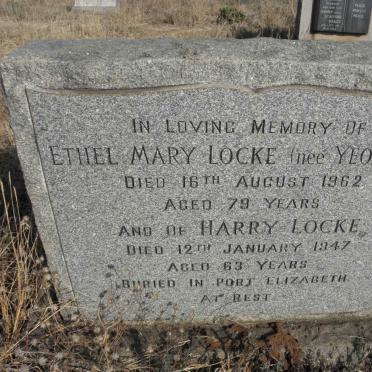 IN LOVING MEMORY OF
ETHEL MARY LOCKE (nee YEO
DIED 16TH AUGUST 1962
AGED 79 YEARS
AND OF HARRY LOCKE
DIED 12TH JANUARY 1947
AGED 63 YEARS
BURIED IN PORT ELIZABETH
AT REST